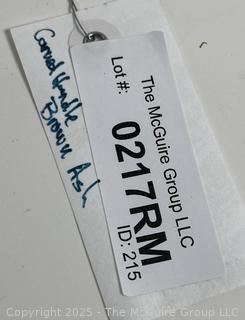 Carved Handle
Brown Ash
The McGuire Group LLC
Lot #:
0217RM
ID: 215
Copyright 2025 - The McGuire Group LLC